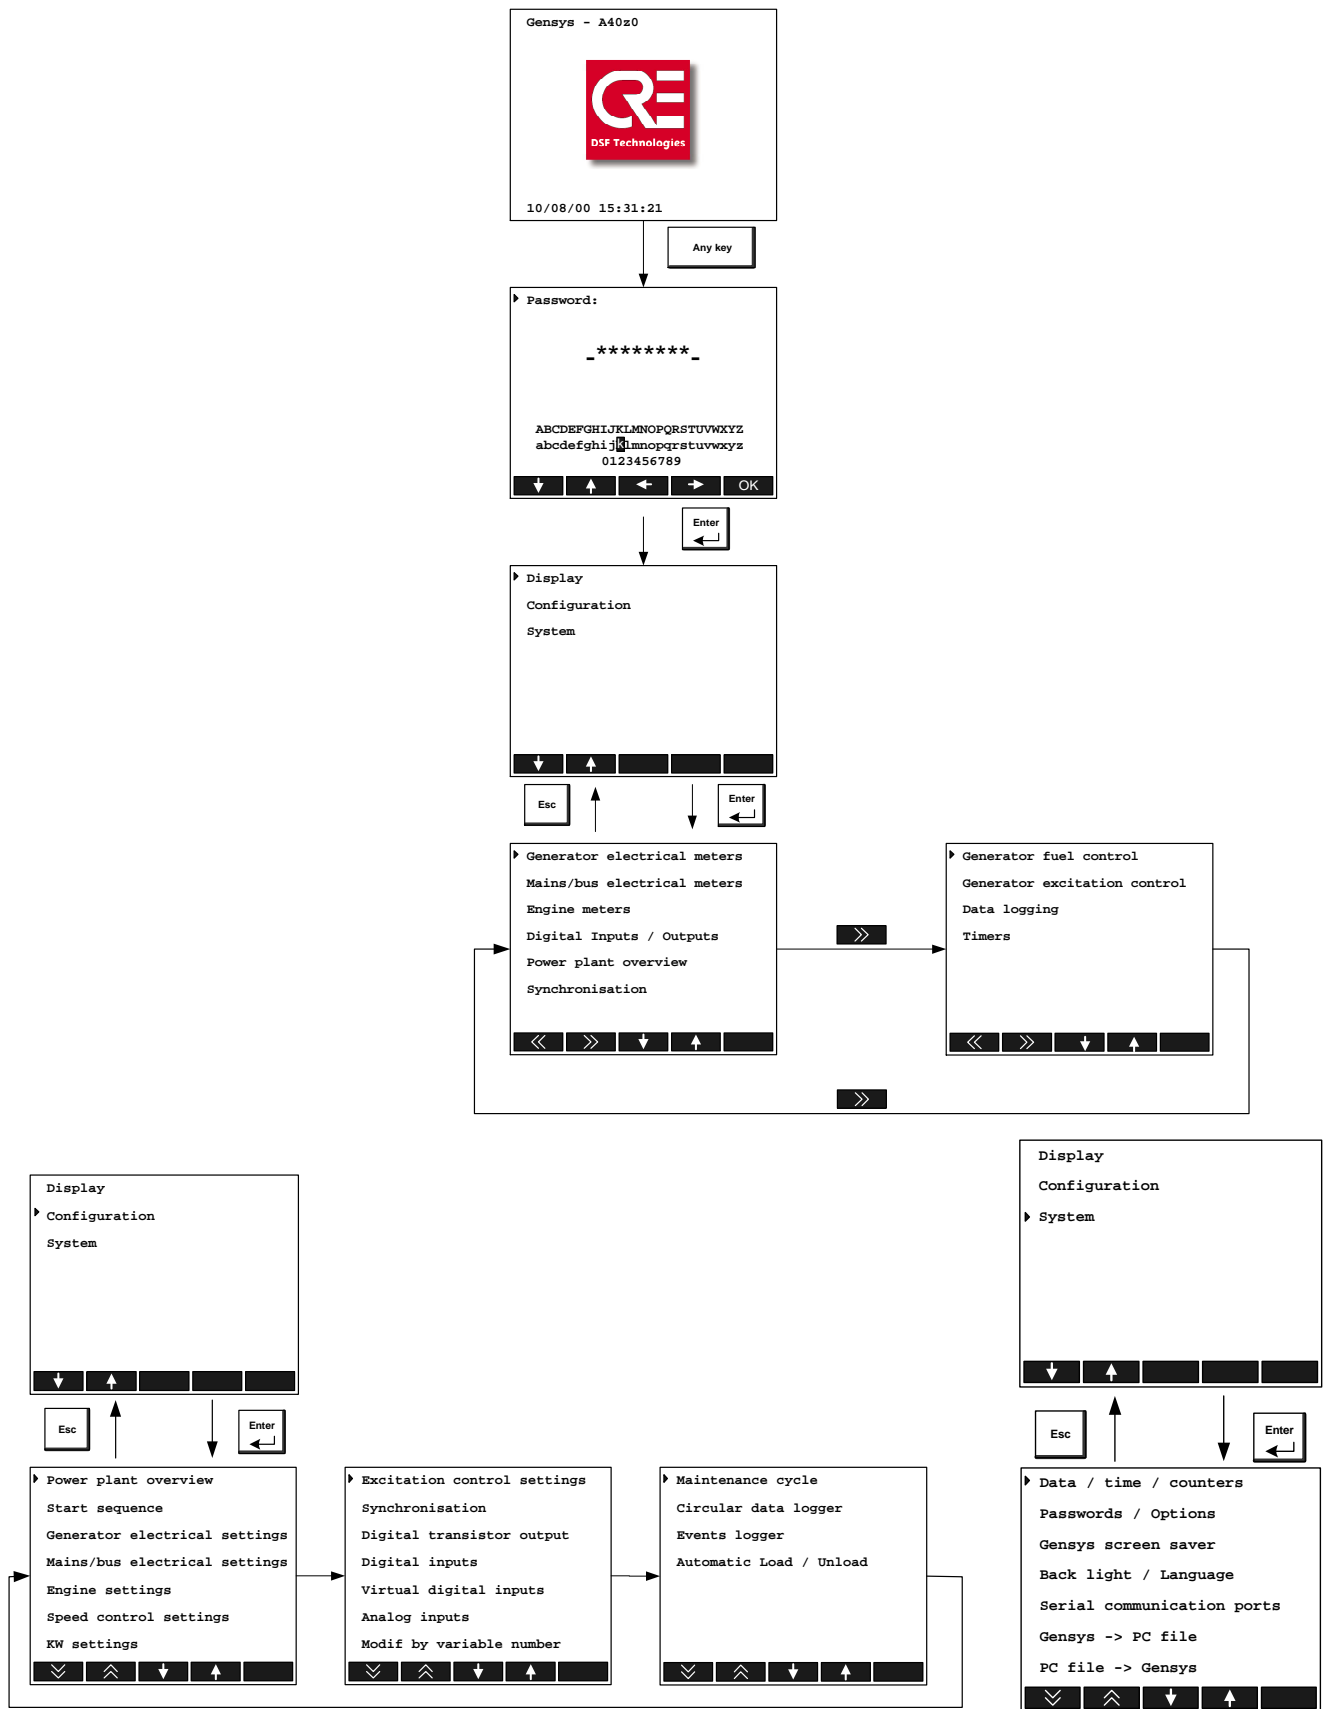 Gensys - A40z0
CRE
DSF Technologies
10/08/00 15:31:21
Any key
Password:
_********_
ABCDEFGHIJKLMNOPQRSTUVWXYZ
abcdefghijklmnopqrstuvwxyz
0123456789
OK
Enter
Display
Configuration
System
Esc
Enter
Generator electrical meters
Mains/bus electrical meters
Engine meters
Digital Inputs / Outputs
Power plant overview
Synchronisation
Generator fuel control
Generator excitation control
Data logging
Timers
Display
Configuration
System
Esc
Enter
Power plant overview
Start sequence
Generator electrical settings
Mains/bus electrical settings
Engine settings
Speed control settings
KW settings
Excitation control settings
Synchronisation
Digital transistor output
Digital inputs
Virtual digital inputs
Analog inputs
Modif by variable number
Maintenance cycle
Circular data logger
Events logger
Automatic Load / Unload
Display
Configuration
System
Esc
Enter
Data / time / counters
Passwords / Options
Gensys screen saver
Back light / Language
Serial communication ports
Gensys -> PC file
PC file -> Gensys